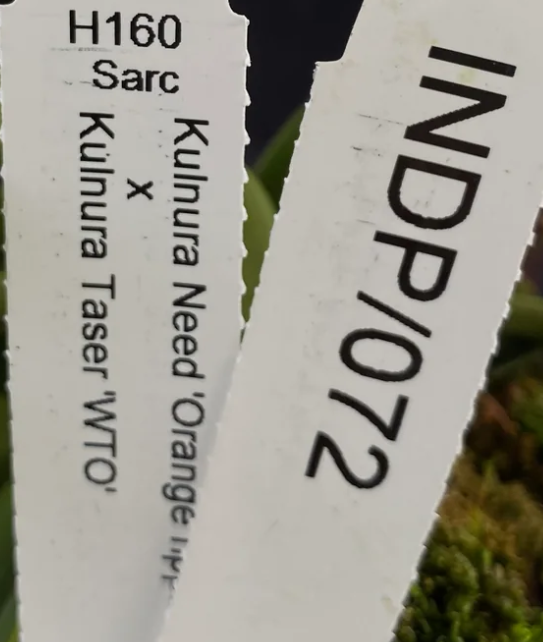 H160
Sarc
Kulnura Need 'Orange
x
Kulnura Taser 'WTO'
INDP/072